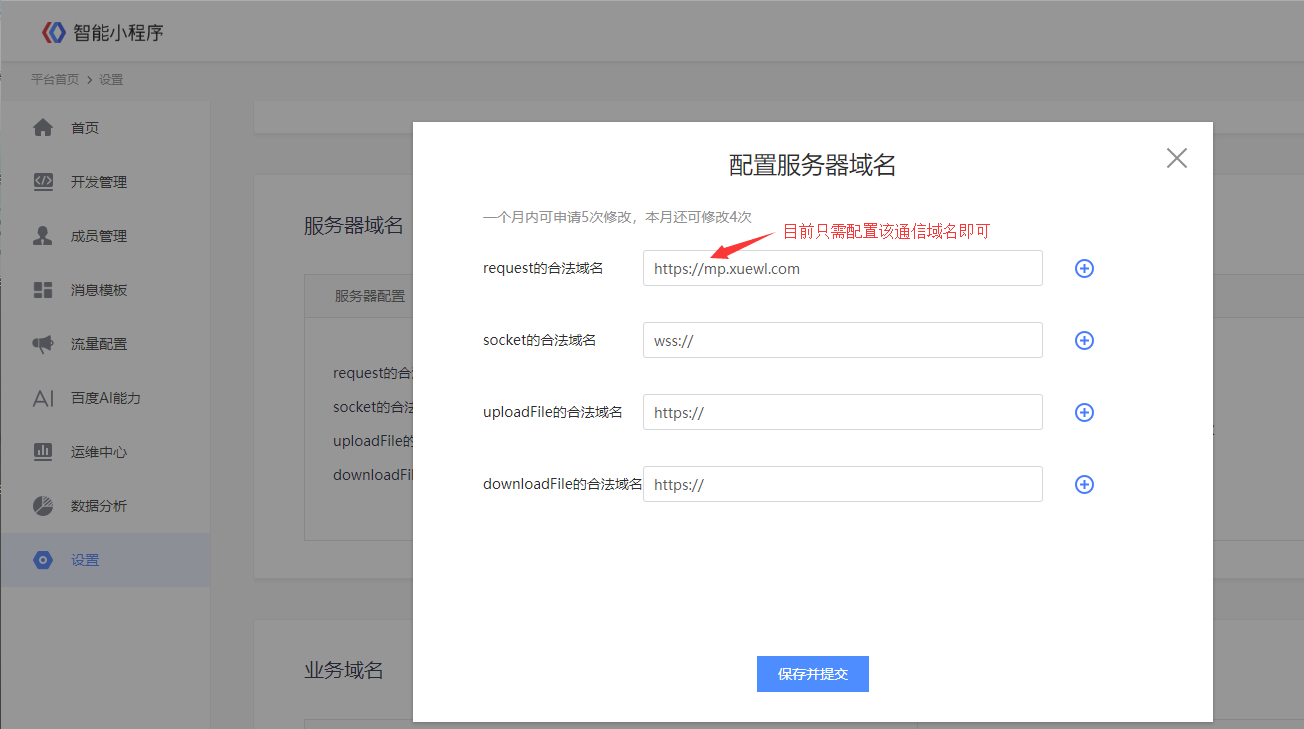 智能小程序
平台首页 > 设置
首页
开发管理
成员管理
消息模板
流量配置
百度AI能力
运维中心
数据分析
设置
服务器域名
服务器配置
request的合
socket的合法
uploadFile的
downloadFil
业务域名
配置服务器域名
一个月内可申请5次修改，本月还可修改4次
目前只需配置该通信域名即可
request的合法域名 https://mp.xuewl.com
socket的合法域名 wss://
uploadFile的合法域名 https://
downloadFile的合法域名 https://
保存并提交